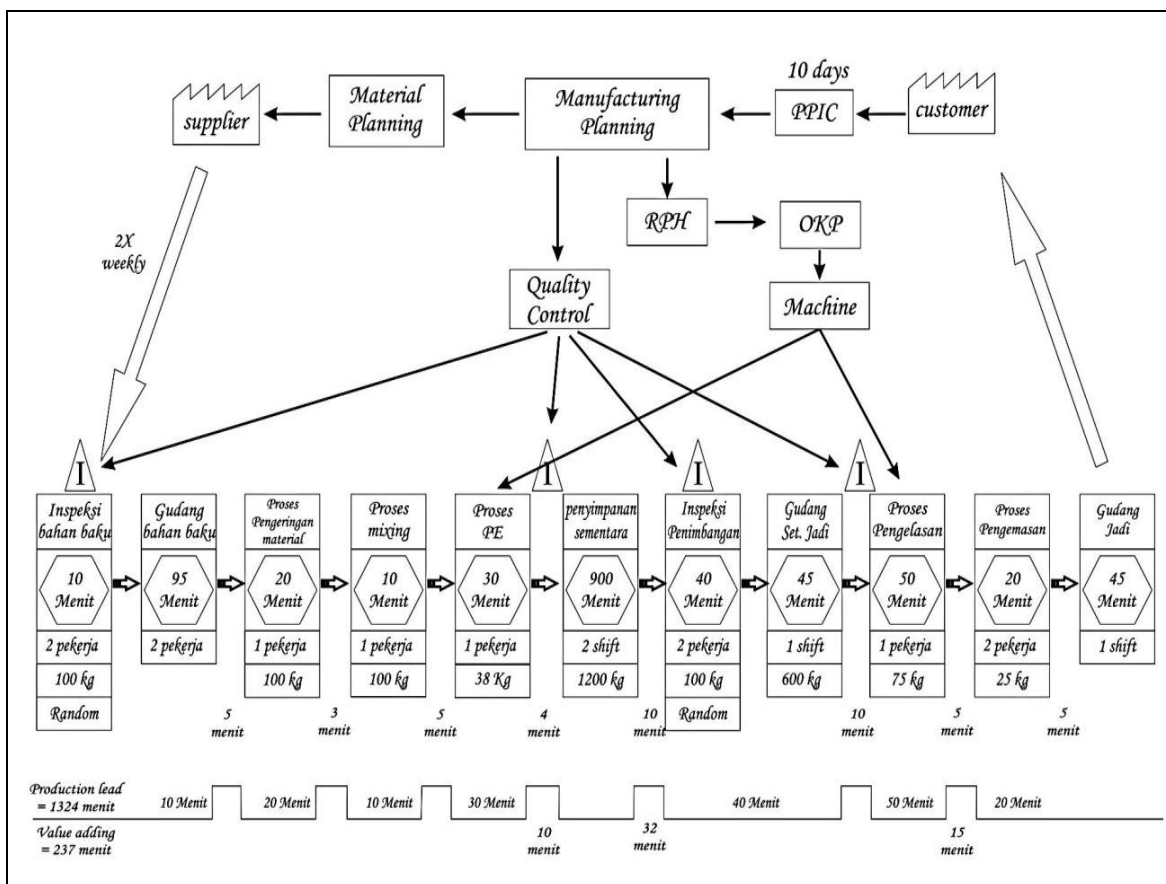 10 days
supplier
Material
Planning
Manufacturing
Planning
PPIC
customer
RPH
OKP
2X
weekly
Quality
Control
Machine
I
I
I
I
Inspeksi
bahan baku
10
Menit
2 pekerja
100 kg
Random
Gudang
bahan baku
95
Menit
2 pekerja
Proses
Pengeringan
material
20
Menit
1 pekerja
100 kg
Proses
mixing
10
Menit
1 pekerja
100 kg
Proses
PE
30
Menit
1 pekerja
38 Kg
penyimpanan
sementara
900
Menit
2 shift
1200 kg
Inspeksi
Penimbangan
40
Menit
2 pekerja
100 kg
Random
Gudang
Set. Jadi
45
Menit
1 shift
600 kg
Proses
Pengelasan
50
Menit
1 pekerja
75 kg
Proses
Pengemasan
20
Menit
2 pekerja
25 kg
Gudang
Jadi
45
Menit
1 shift
5
menit
3
menit
5
menit
4
menit
10
menit
10
menit
5
menit
5
menit
Production lead
= 1324 menit
10 Menit
20 Menit
10 Menit
30 Menit
40 Menit
50 Menit
20 Menit
Value adding
= 237 menit
10
menit
32
menit
15
menit